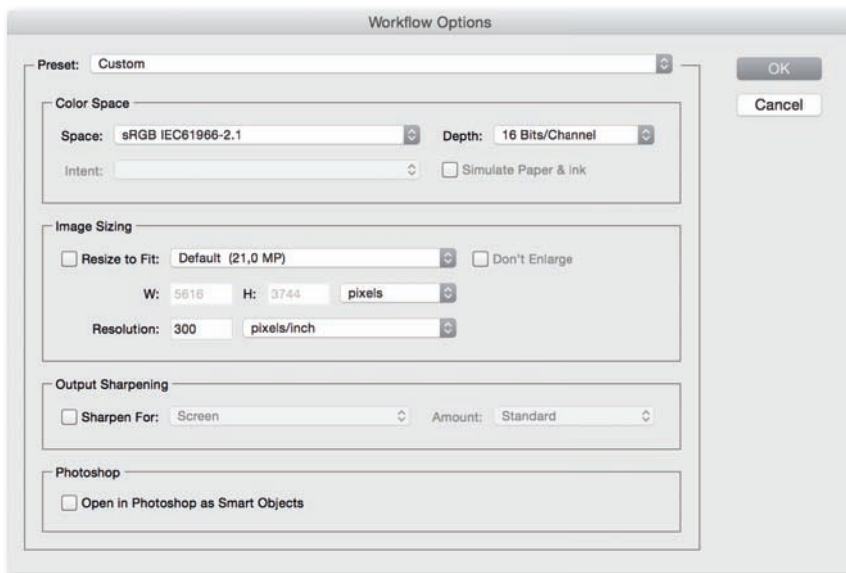 Workflow Options
Preset: Custom
OK
Cancel
Color Space
Space: sRGB IEC61966-2.1 Depth: 16 Bits/Channel
Intent: Simulate Paper & Ink
Image Sizing
Resize to Fit: Default (21,0 MP) Don't Enlarge
W: 5616 H: 3744 pixels
Resolution: 300 pixels/inch
Output Sharpening
Sharpen For: Screen Amount: Standard
Photoshop
Open in Photoshop as Smart Objects